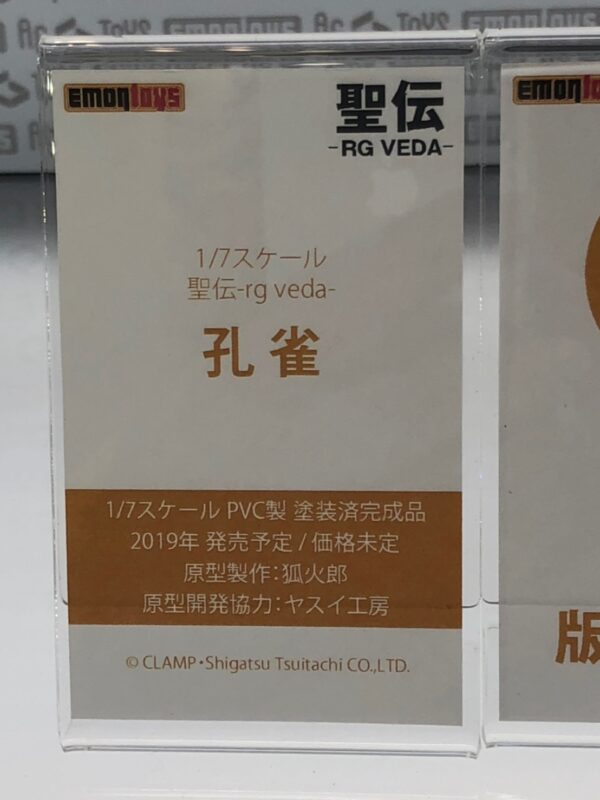 EMONTOYS
聖伝
-RG VEDA-
1/7スケール
聖伝-rg veda-
孔雀
1/7スケール PVC製 塗装済完成品
2019年 発売予定 / 価格未定
原型製作：狐火郎
原型開発協力：ヤスイ工房
© CLAMP・Shigatsu Tsuitachi CO.,LTD.
版